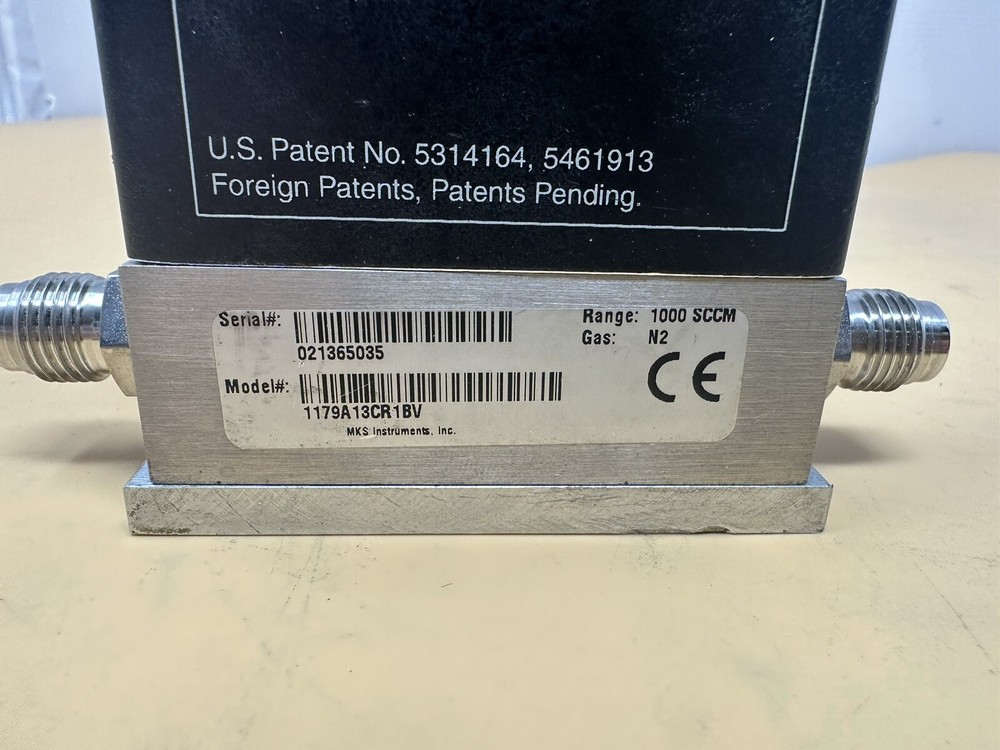 U.S. Patent No. 5314164, 5461913
Foreign Patents, Patents Pending.
Serial#:
021365035
Range: 1000 SCCM
Gas: N2
CE
Model#:
1179A13CR1BV
MKS Instruments, Inc.